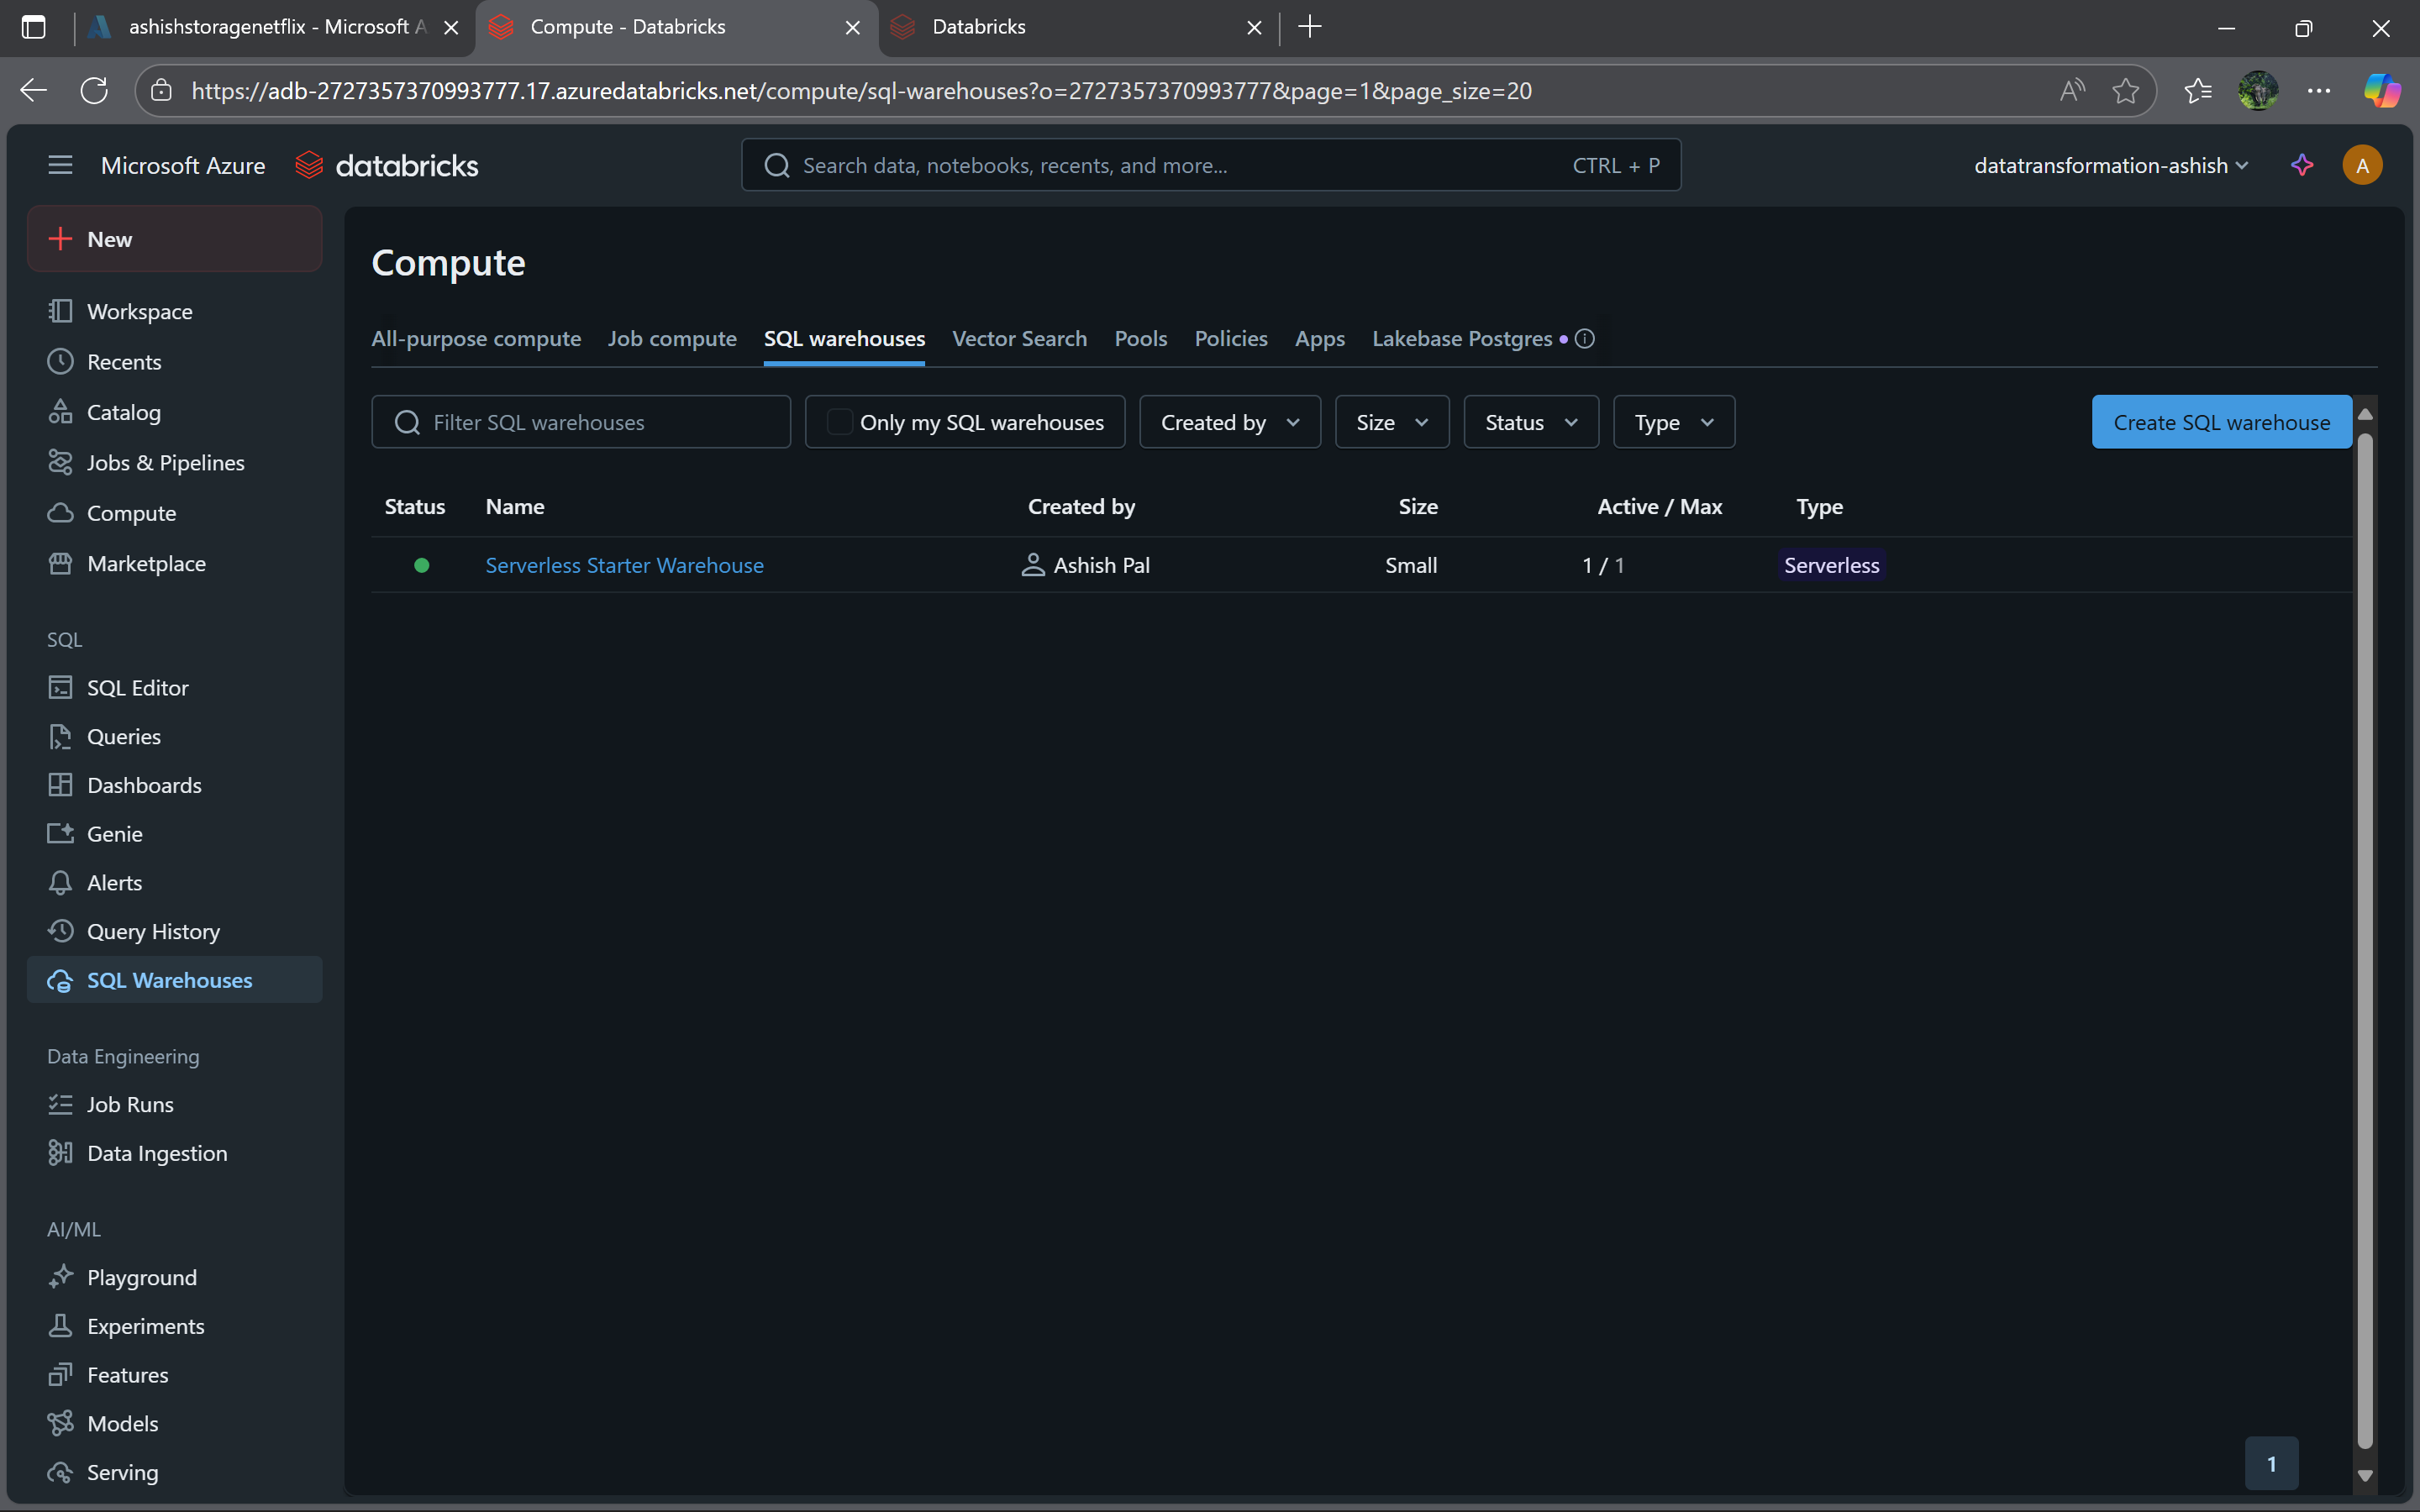 ashishstoragenetflix - Microsoft A
Compute - Databricks
Databricks
https://adb-2727357370993777.17.azuredatabricks.net/compute/sql-warehouses?o=2727357370993777&page=1&page_size=20
Microsoft Azure databricks
Search data, notebooks, recents, and more... CTRL + P
datatransformation-ashish
A
New
Workspace
Recents
Catalog
Jobs & Pipelines
Compute
Marketplace
SQL
SQL Editor
Queries
Dashboards
Genie
Alerts
Query History
SQL Warehouses
Data Engineering
Job Runs
Data Ingestion
AI/ML
Playground
Experiments
Features
Models
Serving
Compute
All-purpose compute Job compute SQL warehouses Vector Search Pools Policies Apps Lakebase Postgres
Filter SQL warehouses Only my SQL warehouses Created by Size Status Type Create SQL warehouse
Status Name Created by Size Active / Max Type
Serverless Starter Warehouse Ashish Pal Small 1 / 1 Serverless
1